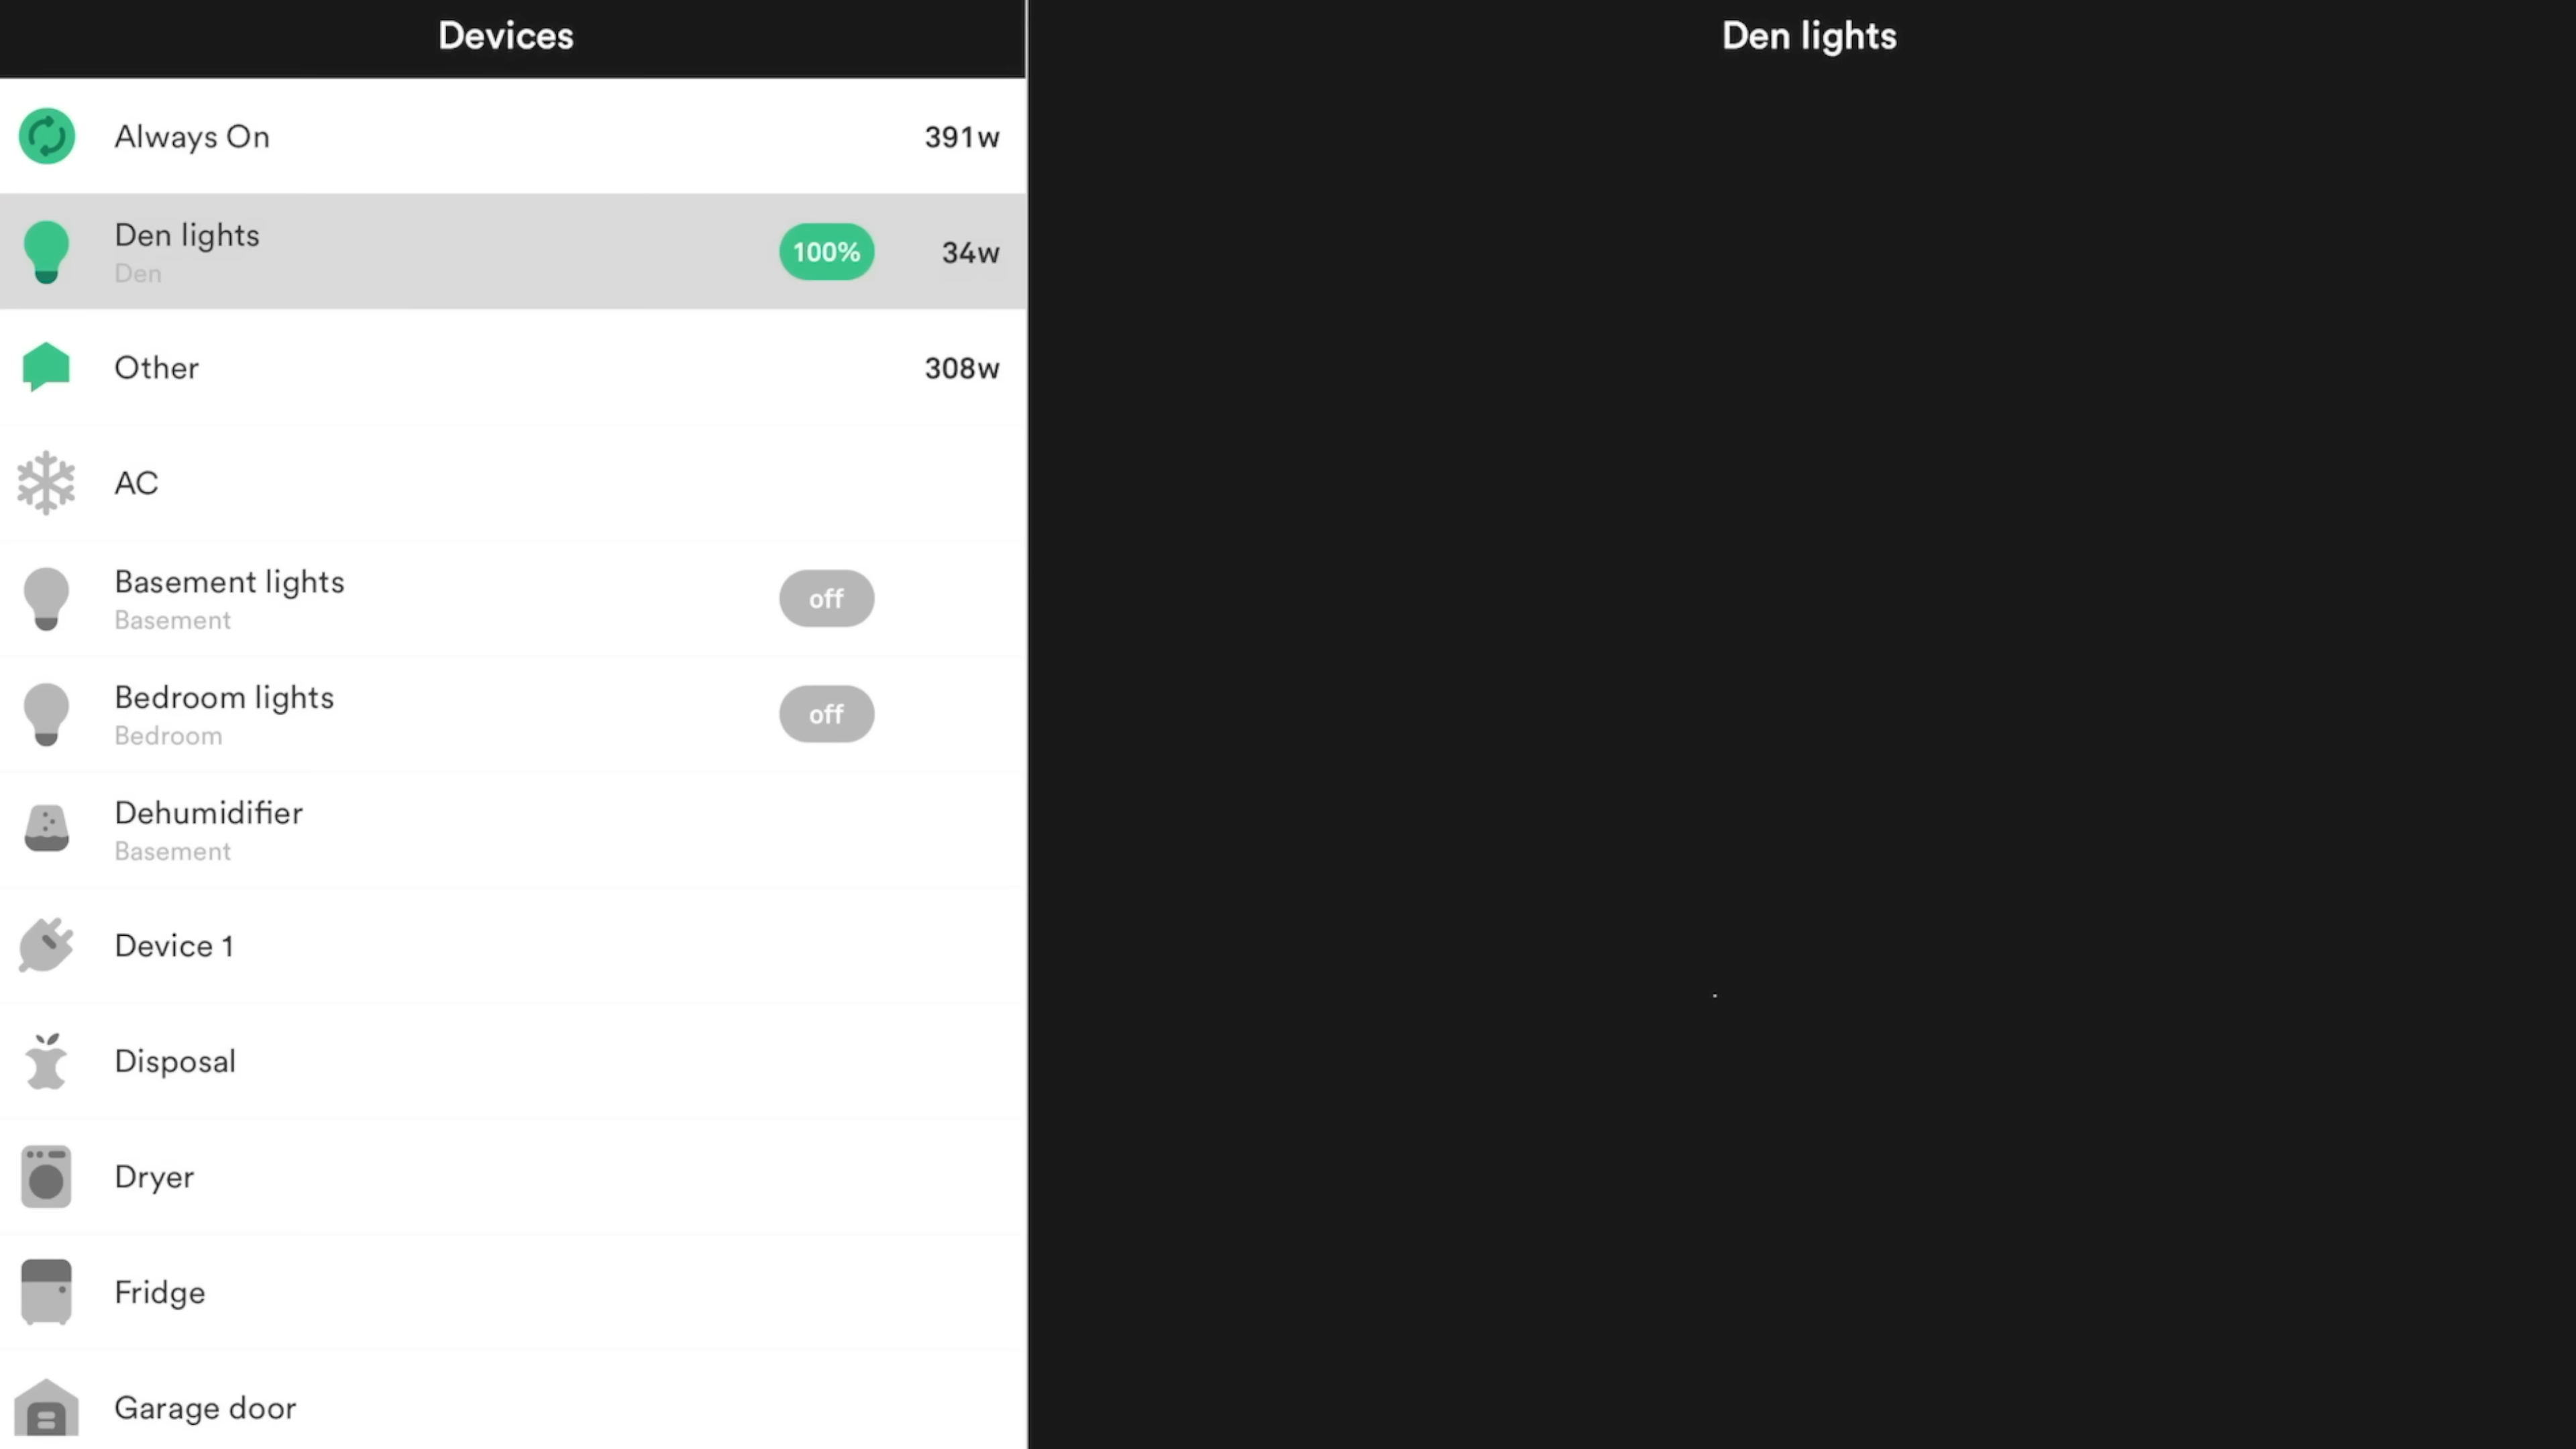 Devices
Always On
391w
Den lights
Den
100%
34w
Other
308w
AC
Basement lights
Basement
off
Bedroom lights
Bedroom
off
Dehumidifier
Basement
Device 1
Disposal
Dryer
Fridge
Garage door
Den lights